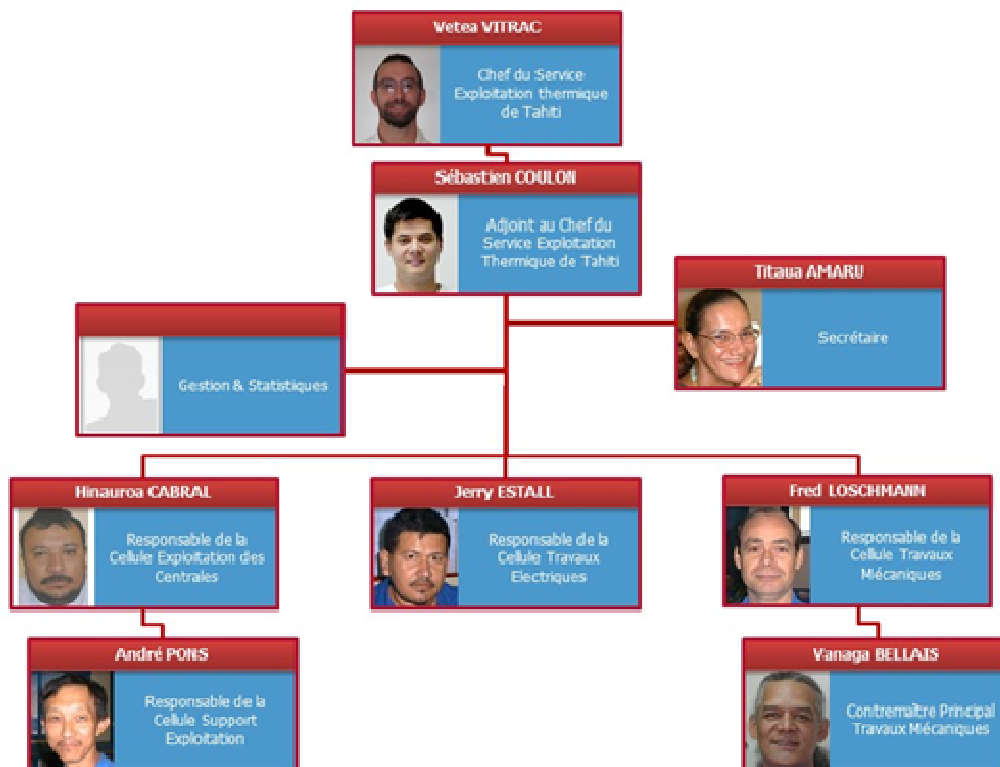 Vetea VITRAC
Chef du Service
Exploitation thermique
de Tahiti
Sébastien COULON
Adjoint au Chef du
Service Exploitation
Thermique de Tahiti
Titaua AMARU
Secrétaire
Gestion & Statistiques
Hinauroa CABRAL
Responsable de la
Cellule Exploitation des
Centrales
Jerry ESTALL
Responsable de la
Cellule Travaux
Electriques
Fred LOSCHMANN
Responsable de la
Cellule Travaux
Mécaniques
André PONS
Responsable de la
Cellule Support
Exploitation
Vanaga BELLAIS
Contremaître Principal
Travaux Mécaniques